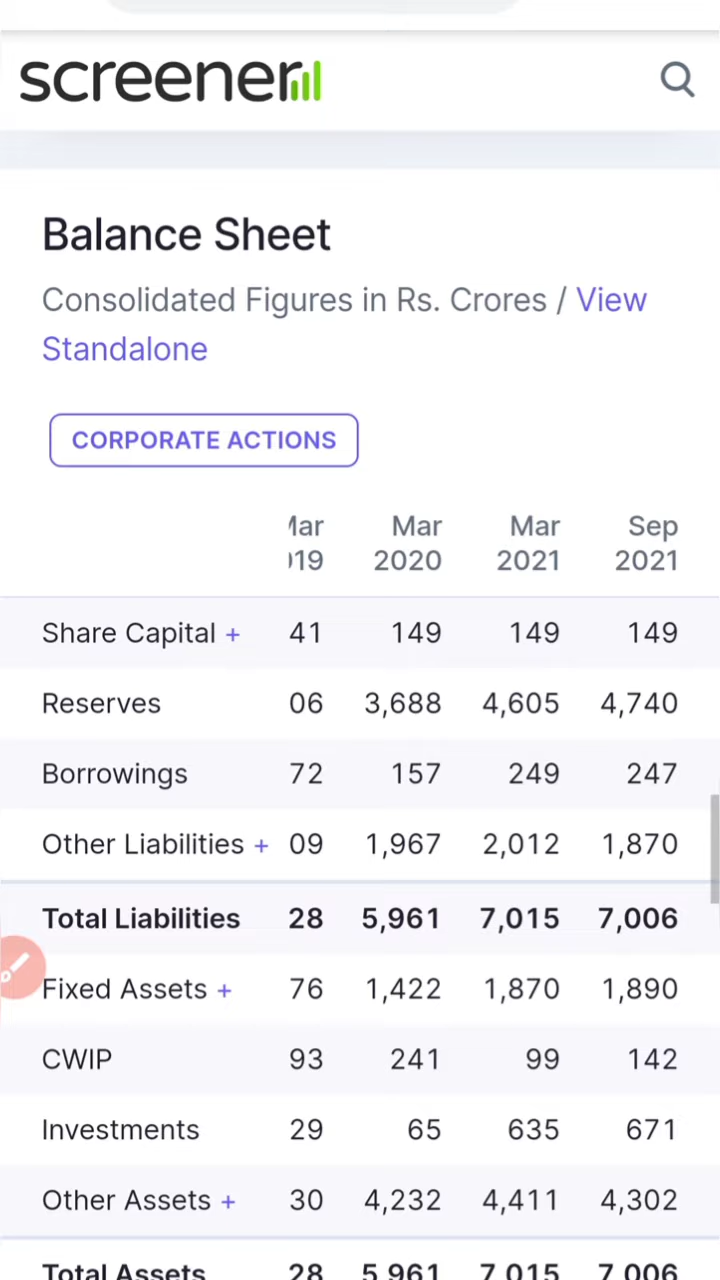 screener
Balance Sheet
Consolidated Figures in Rs. Crores / View
Standalone
CORPORATE ACTIONS
Mar Mar Sep
2020 2021 2021
Share Capital + 41 149 149 149
Reserves 06 3,688 4,605 4,740
Borrowings 72 157 249 247
Other Liabilities + 09 1,967 2,012 1,870
Total Liabilities 28 5,961 7,015 7,006
Fixed Assets + 76 1,422 1,870 1,890
CWIP 93 241 99 142
Investments 29 65 635 671
Other Assets + 30 4,232 4,411 4,302
Total Assets 28 5,961 7,015 7,006